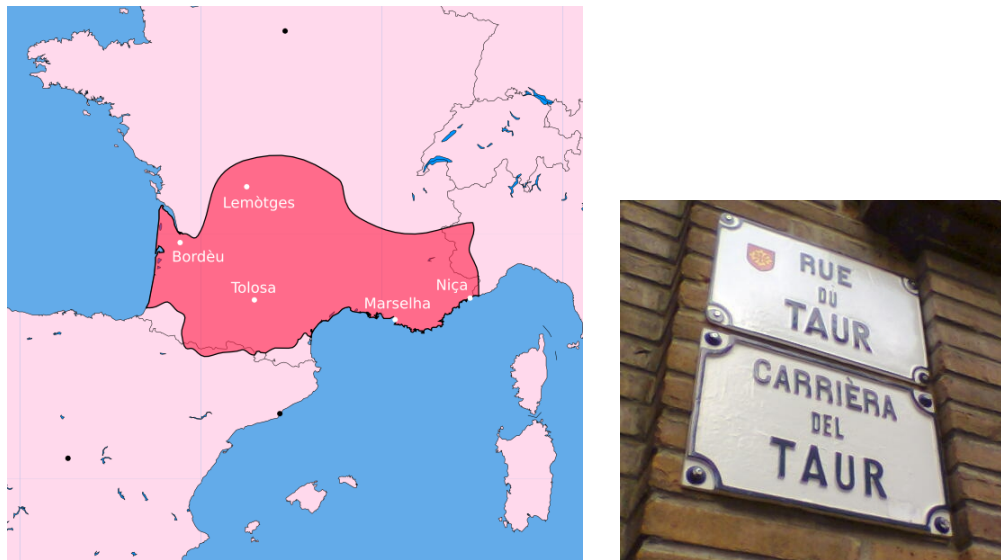 Lemòtges
Bordèu
Tolosa
Niça
Marselha
RUE
DU
TAUR
CARRIÈRA
DEL
TAUR